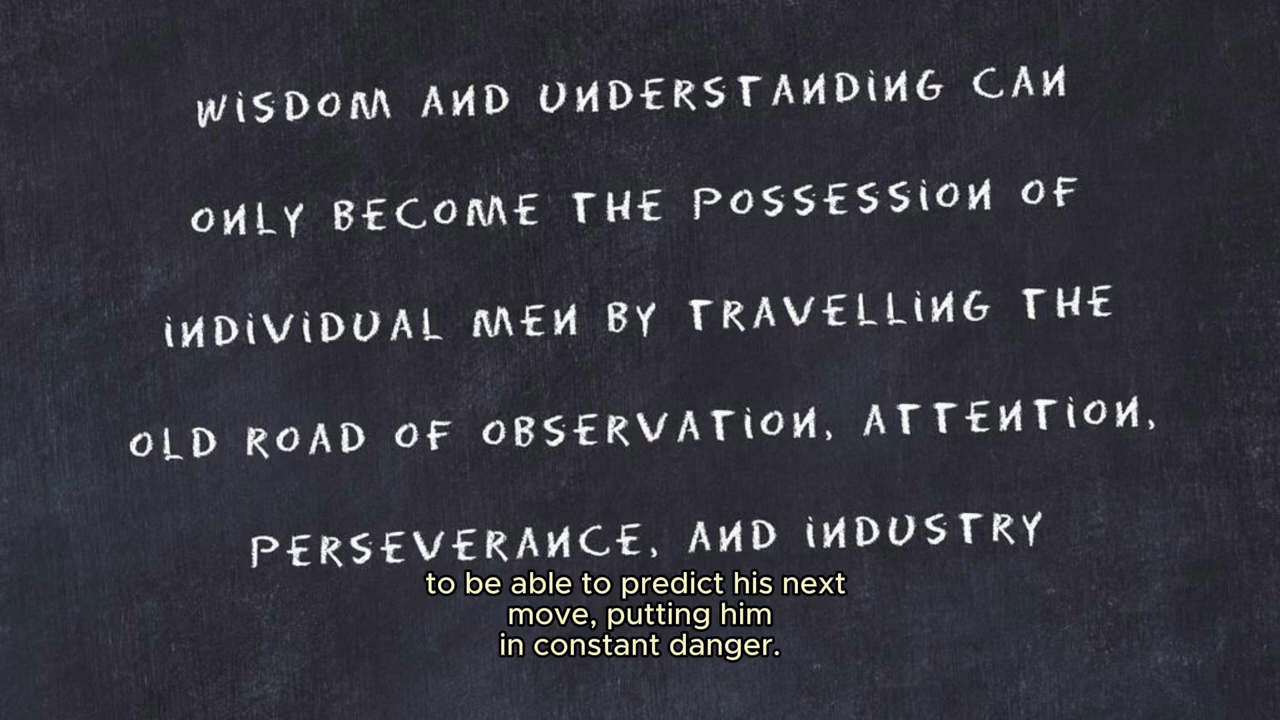 WiSDOM AND UNDERSTANDiNG CAN
ONLY BECOME THE POSSESSiON OF
iNDiViDUAL MEN BY TRAVELLiNG THE
OLD ROAD OF OBSERVATiON, ATTENTiON,
PERSEVERANCE, AND iNDUSTRY
to be able to predict his next
move, putting him
in constant danger.